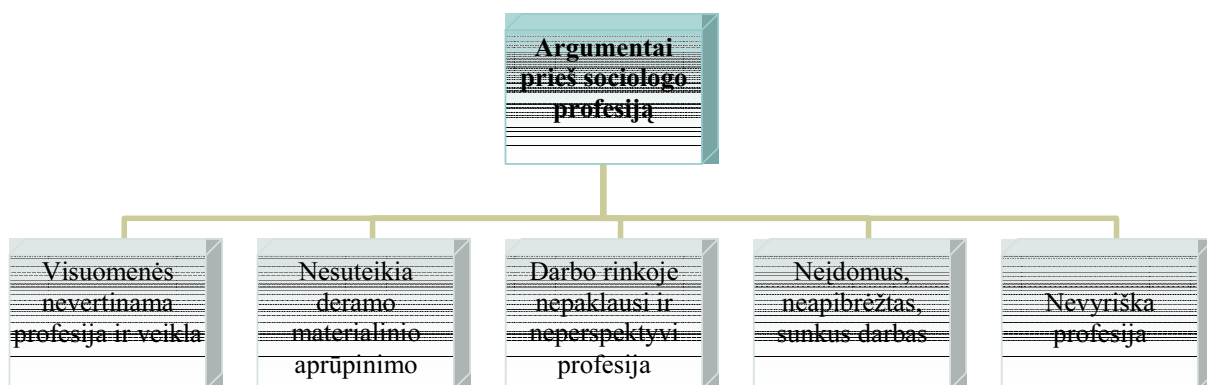 Argumentai
prieš sociologo
profesiją
Visuomenės
nevertinama
profesija ir veikla
Nesuteikia
deramo
materialinio
aprūpinimo
Darbo rinkoje
nepaklausi ir
neperspektyvi
profesija
Neįdomus,
neapibrėžtas,
sunkus darbas
Nevyriška
profesija